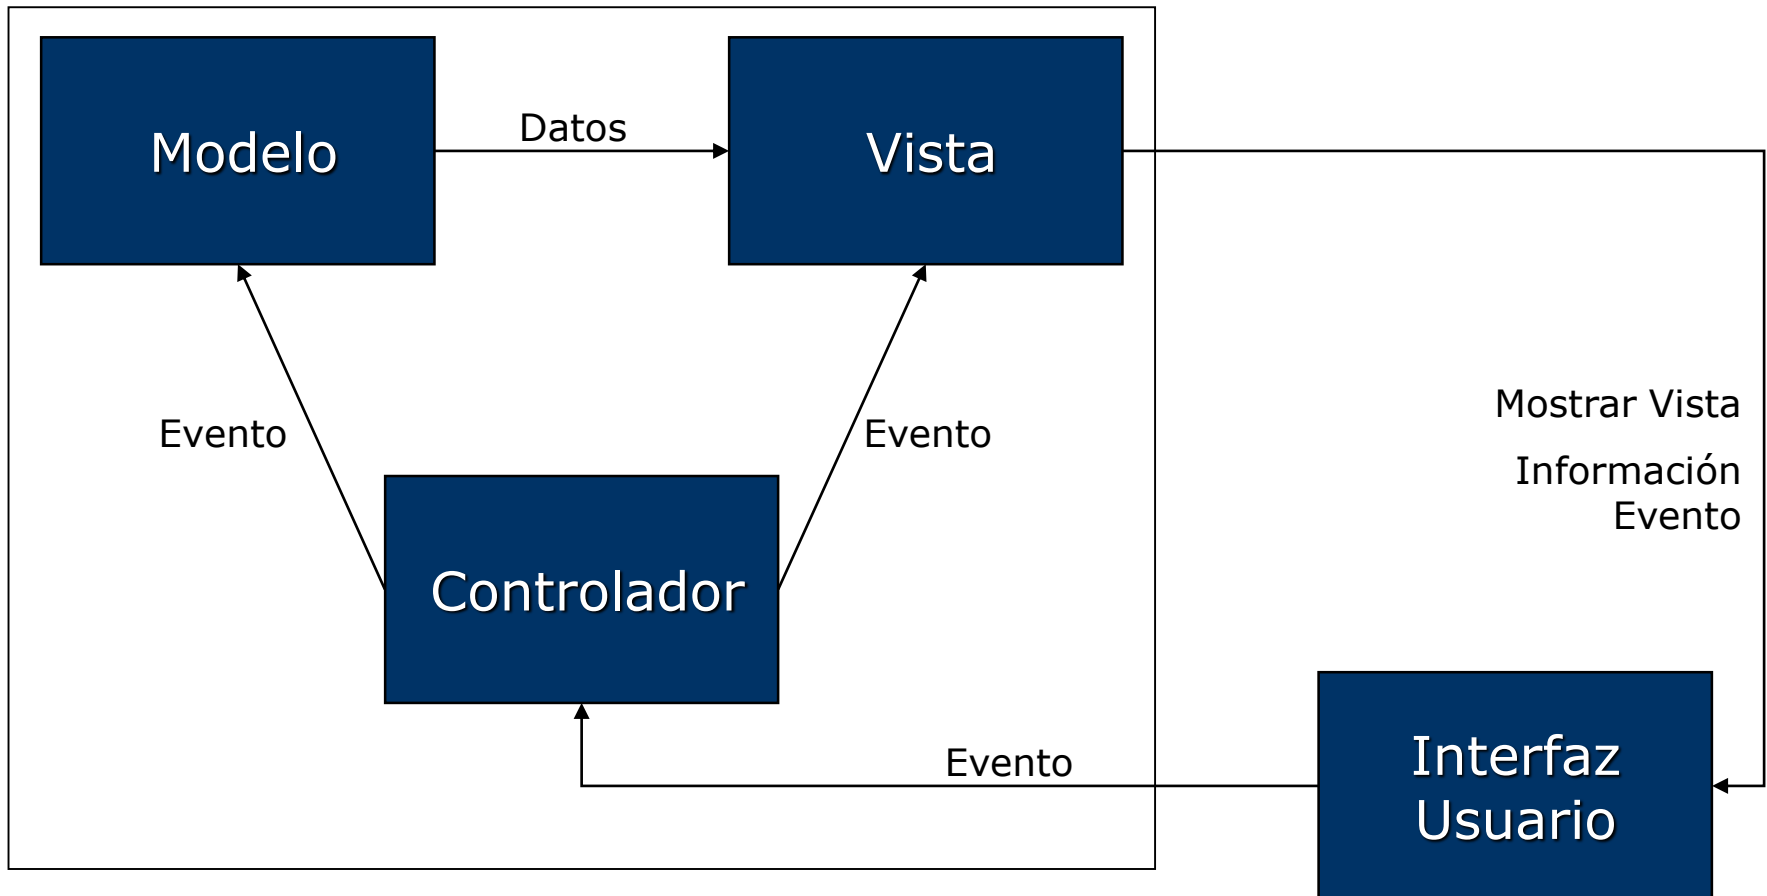 Modelo
Datos
Vista
Evento
Evento
Mostrar Vista
Información
Evento
Controlador
Evento
Interfaz
Usuario